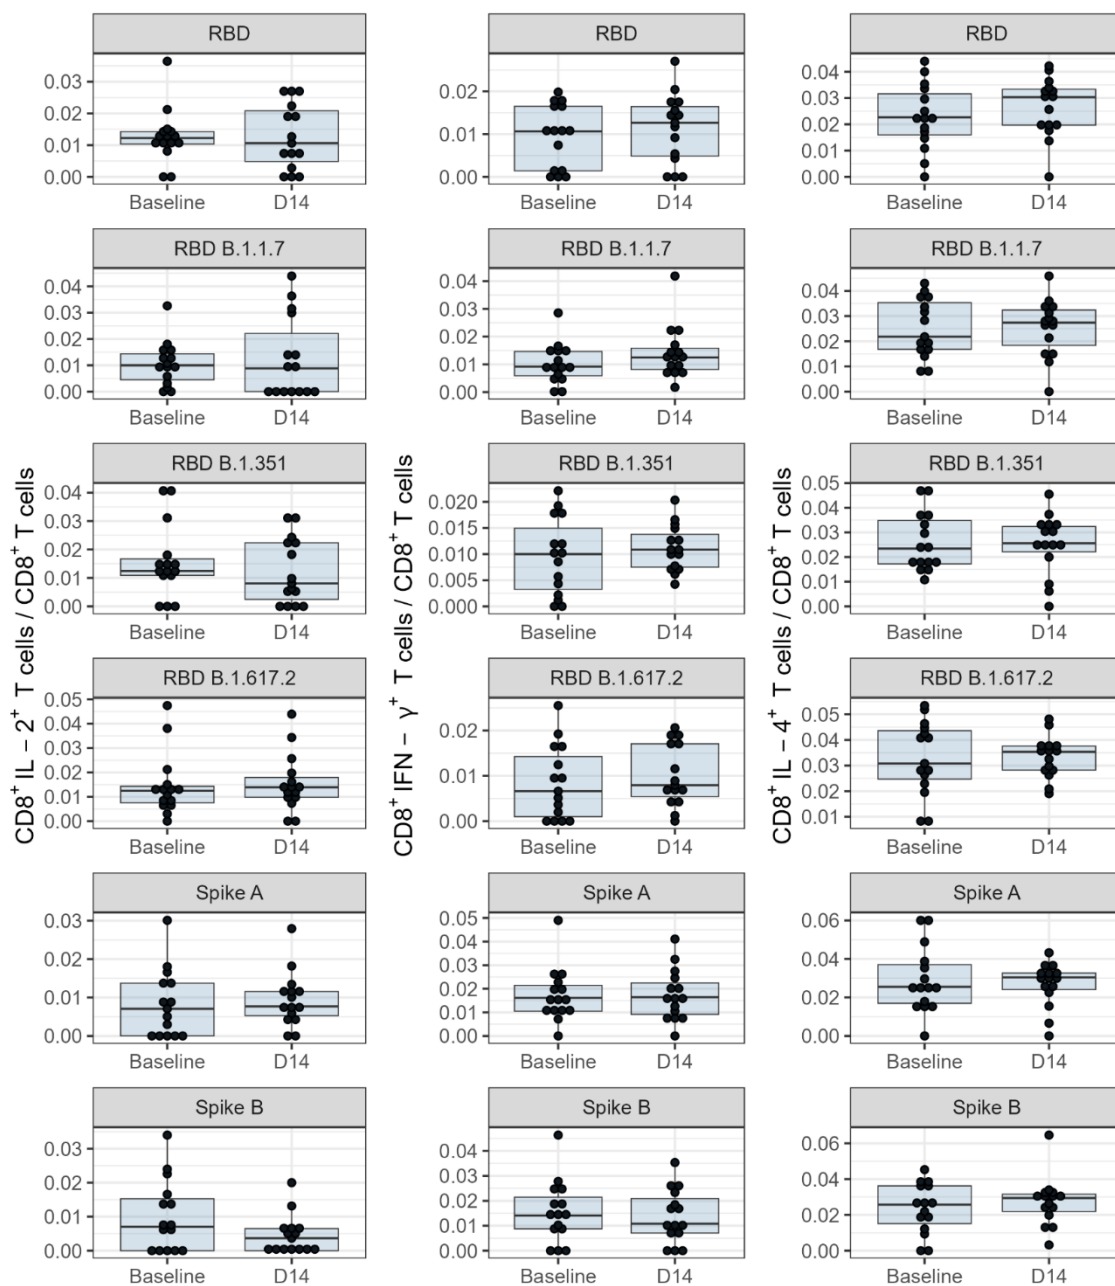 RBD
0.03
0.02
0.01
0.00
Baseline D14
RBD
0.02
0.01
0.00
Baseline D14
RBD
0.04
0.03
0.02
0.01
0.00
Baseline D14
RBD B.1.1.7
0.04
0.03
0.02
0.01
0.00
Baseline D14
RBD B.1.1.7
0.04
0.03
0.02
0.01
0.00
Baseline D14
RBD B.1.1.7
0.04
0.03
0.02
0.01
0.00
Baseline D14
RBD B.1.351
0.04
0.03
0.02
0.01
0.00
Baseline D14
RBD B.1.351
0.020
0.015
0.010
0.005
0.000
Baseline D14
RBD B.1.351
0.05
0.04
0.03
0.02
0.01
0.00
Baseline D14
CD8⁺ IL − 2⁺ T cells / CD8⁺ T cells
CD8⁺ IFN − γ⁺ T cells / CD8⁺ T cells
CD8⁺ IL − 4⁺ T cells / CD8⁺ T cells
RBD B.1.617.2
0.05
0.04
0.03
0.02
0.01
0.00
Baseline D14
RBD B.1.617.2
0.02
0.01
0.00
Baseline D14
RBD B.1.617.2
0.05
0.04
0.03
0.02
0.01
Baseline D14
Spike A
0.03
0.02
0.01
0.00
Baseline D14
Spike A
0.05
0.04
0.03
0.02
0.01
0.00
Baseline D14
Spike A
0.06
0.04
0.02
0.00
Baseline D14
Spike B
0.03
0.02
0.01
0.00
Baseline D14
Spike B
0.04
0.03
0.02
0.01
0.00
Baseline D14
Spike B
0.06
0.04
0.02
0.00
Baseline D14